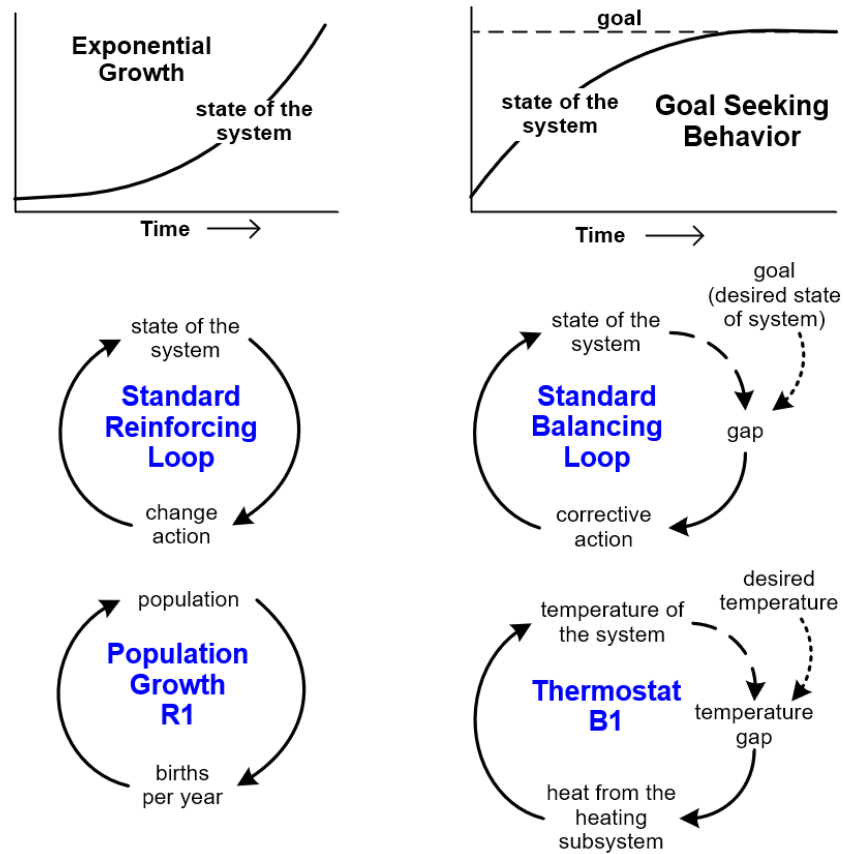 Exponential
Growth
state of the
system
Time
goal
state of the
system
Goal Seeking
Behavior
Time
state of the
system
Standard
Reinforcing
Loop
change
action
goal
(desired state
of system)
state of the
system
Standard
Balancing
Loop
gap
corrective
action
population
Population
Growth
R1
births
per year
desired
temperature
temperature of
the system
Thermostat
B1
temperature
gap
heat from the
heating
subsystem